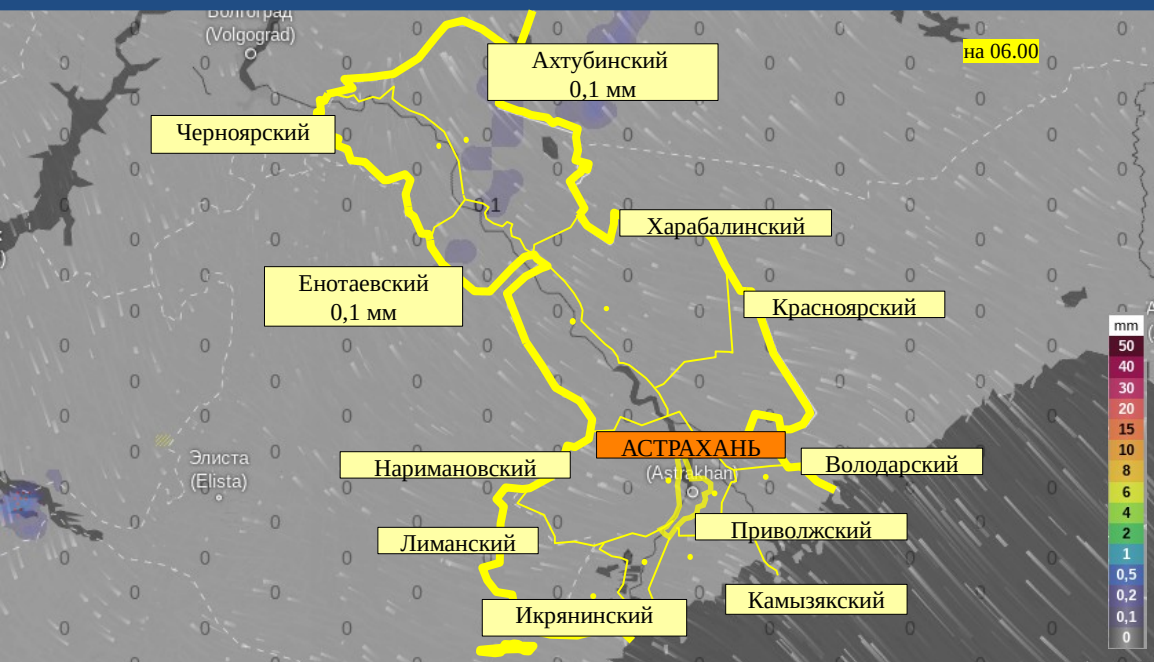 Волгоград
(Volgograd)
на 06.00
Ахтубинский
0,1 мм
Черноярский
0,1
Харабалинский
Енотаевский
0,1 мм
Красноярский
mm
50
40
30
20
15
10
8
6
4
2
1
0,5
0,2
0,1
0
АСТРАХАНЬ
(Astrakhan)
Элиста
(Elista)
Наримановский
Володарский
Приволжский
Лиманский
Камызякский
Икрянинский